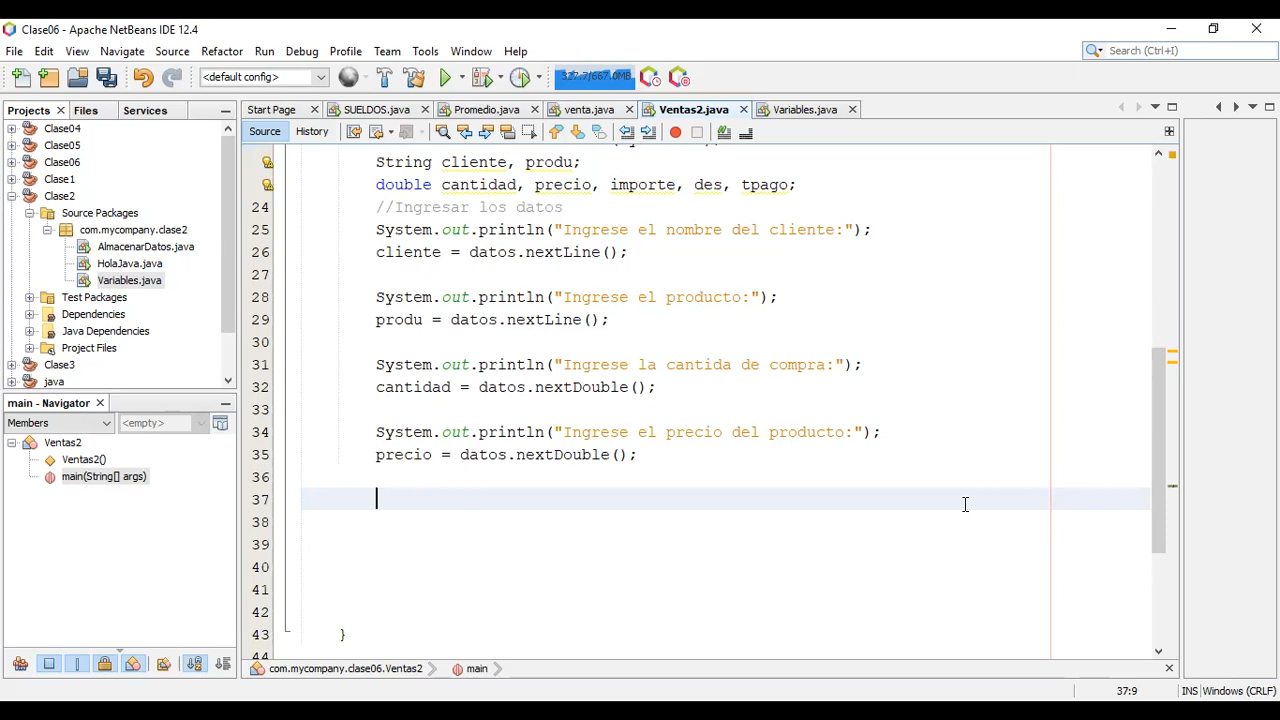 Clase06 - Apache NetBeans IDE 12.4
File Edit View Navigate Source Refactor Run Debug Profile Team Tools Window Help
Search (Ctrl+I)
<default config>
327.7/667.0MB
Projects Files Services
Start Page SUELDOS.java Promedio.java venta.java Ventas2.java Variables.java
Source History
Clase04
Clase05
Clase06
Clase1
Clase2
Source Packages
com.mycompany.clase2
AlmacenarDatos.java
HolaJava.java
Variables.java
Test Packages
Dependencies
Java Dependencies
Project Files
Clase3
java
main - Navigator
Members <empty>
Ventas2
Ventas2()
main(String[] args)
String cliente, produ;
double cantidad, precio, importe, des, tpago;
24 //Ingresar los datos
25 System.out.println("Ingrese el nombre del cliente:");
26 cliente = datos.nextLine();
27
28 System.out.println("Ingrese el producto:");
29 produ = datos.nextLine();
30
31 System.out.println("Ingrese la cantida de compra:");
32 cantidad = datos.nextDouble();
33
34 System.out.println("Ingrese el precio del producto:");
35 precio = datos.nextDouble();
36
37
38
39
40
41
42
43 }
44
com.mycompany.clase06.Ventas2 main
37:9 INS Windows (CRLF)